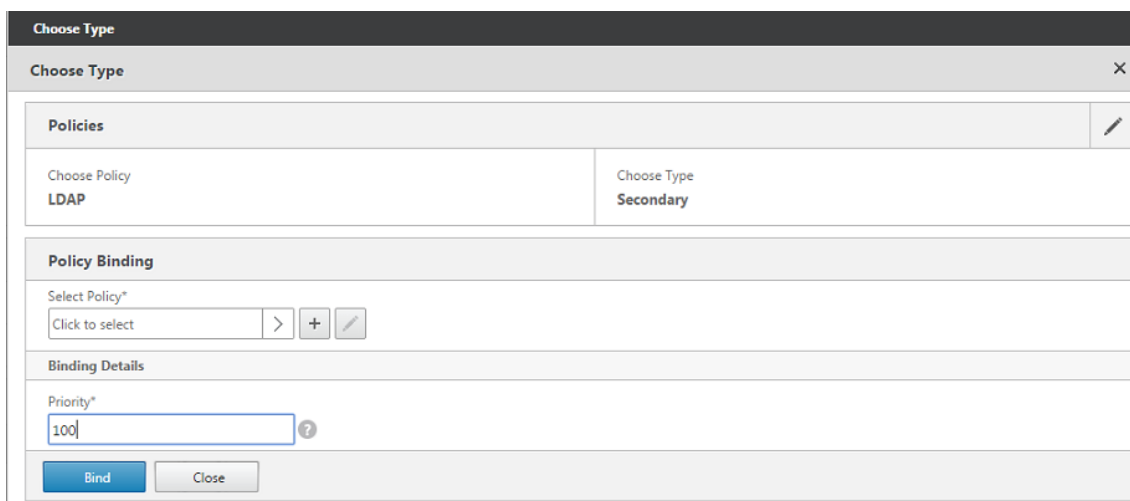 Choose Type
Choose Type
Policies
Choose Policy
Choose Type
LDAP
Secondary
Policy Binding
Select Policy*
Click to select
Binding Details
Priority*
100
Bind
Close